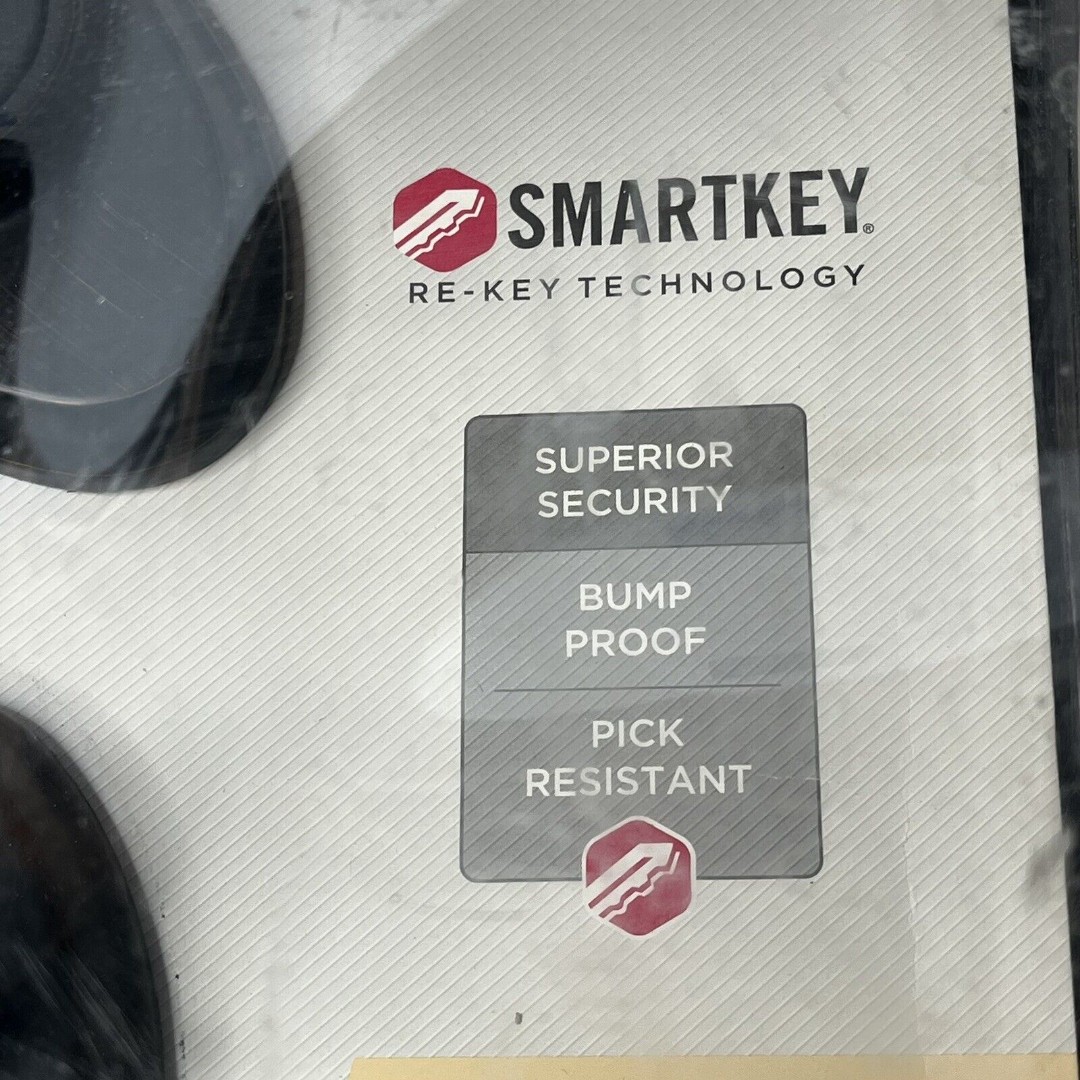 SMARTKEY®
RE-KEY TECHNOLOGY
SUPERIOR
SECURITY
BUMP
PROOF
PICK
RESISTANT